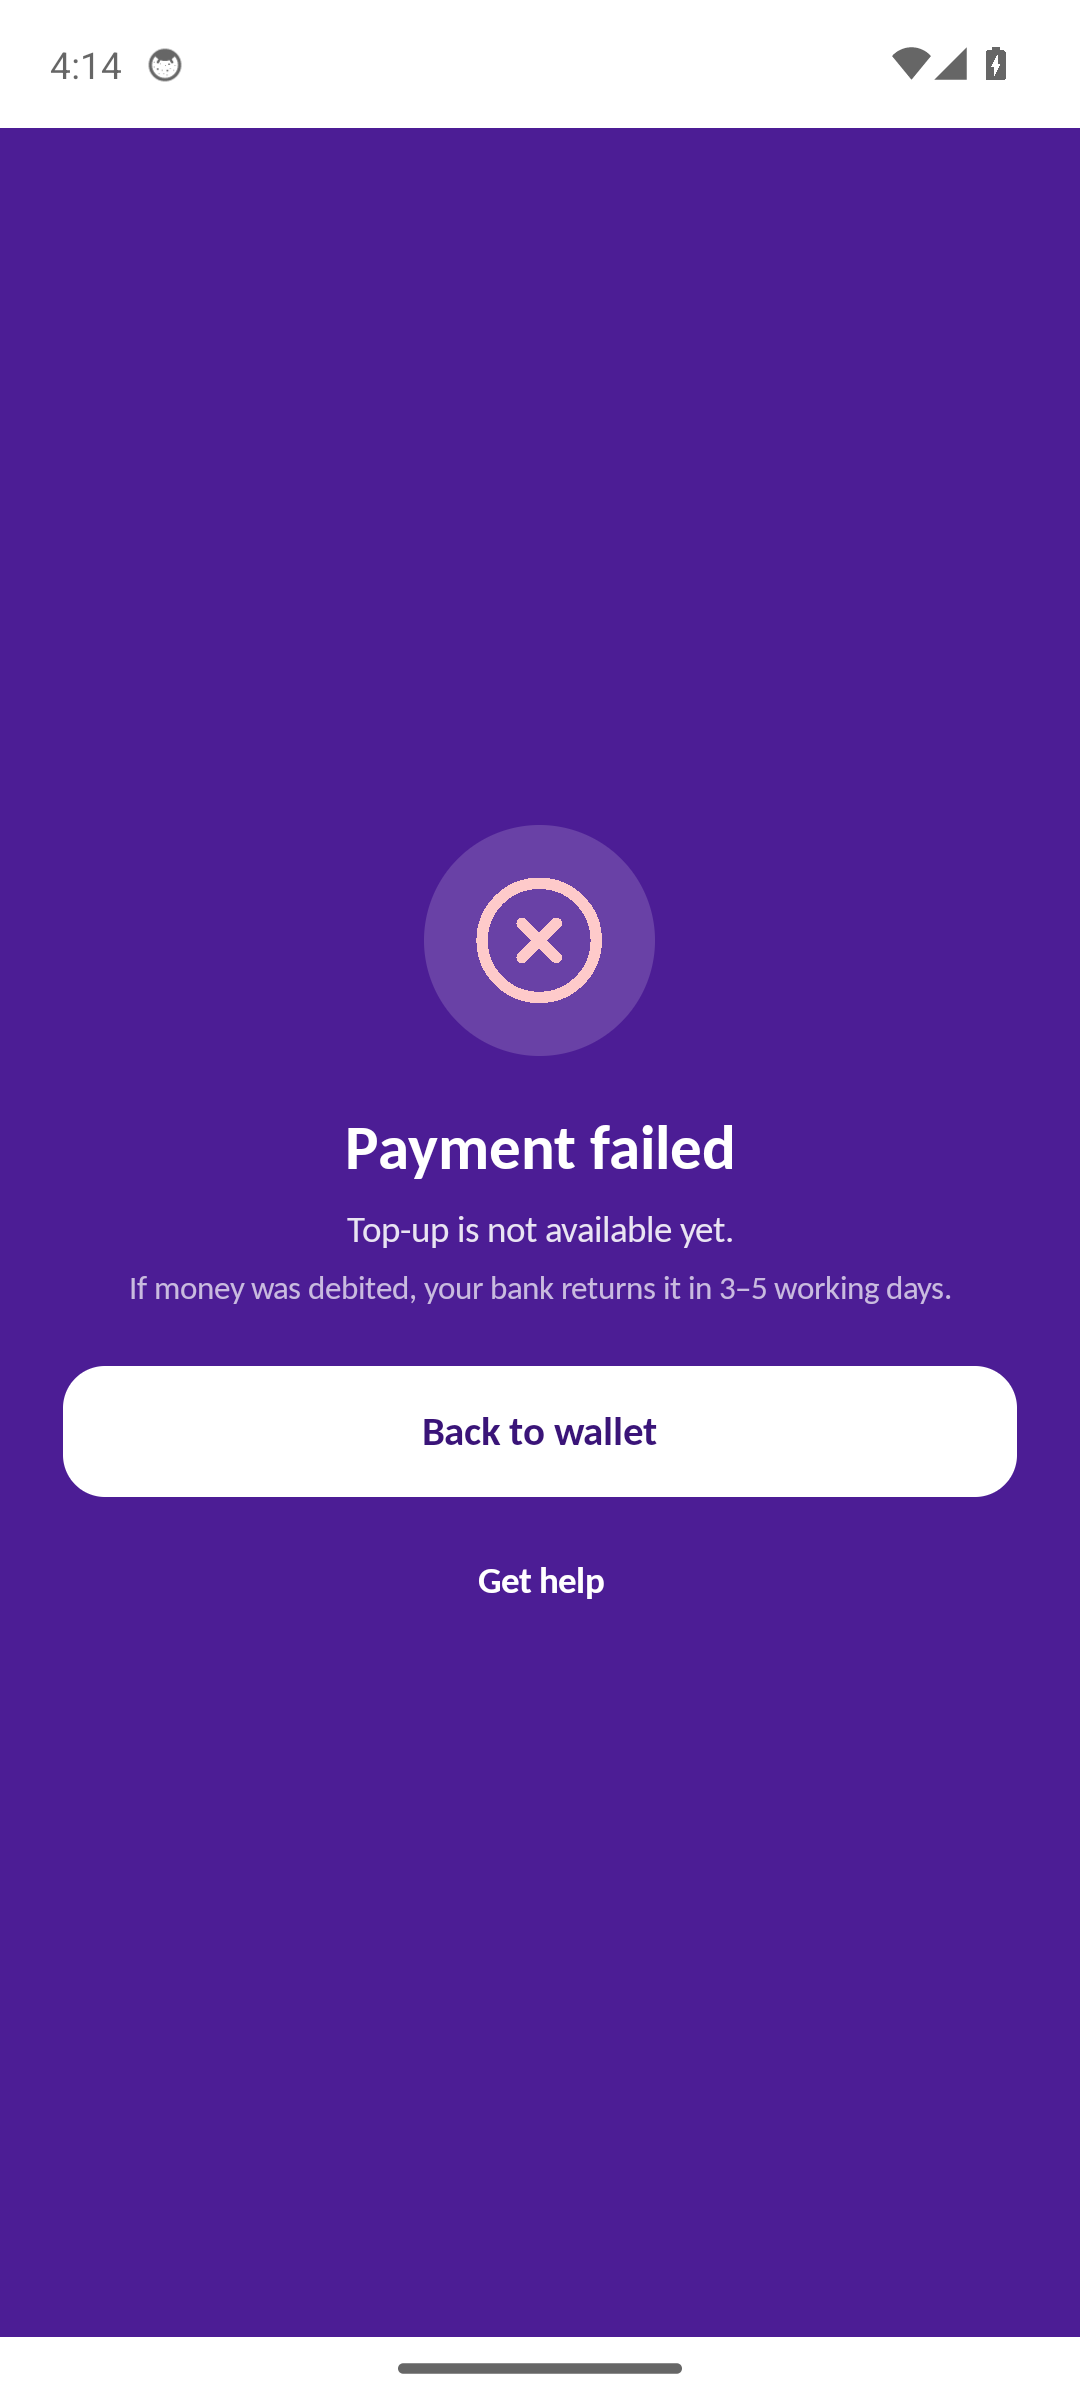 4:14
Payment failed
Top-up is not available yet.
If money was debited, your bank returns it in 3–5 working days.
Back to wallet
Get help